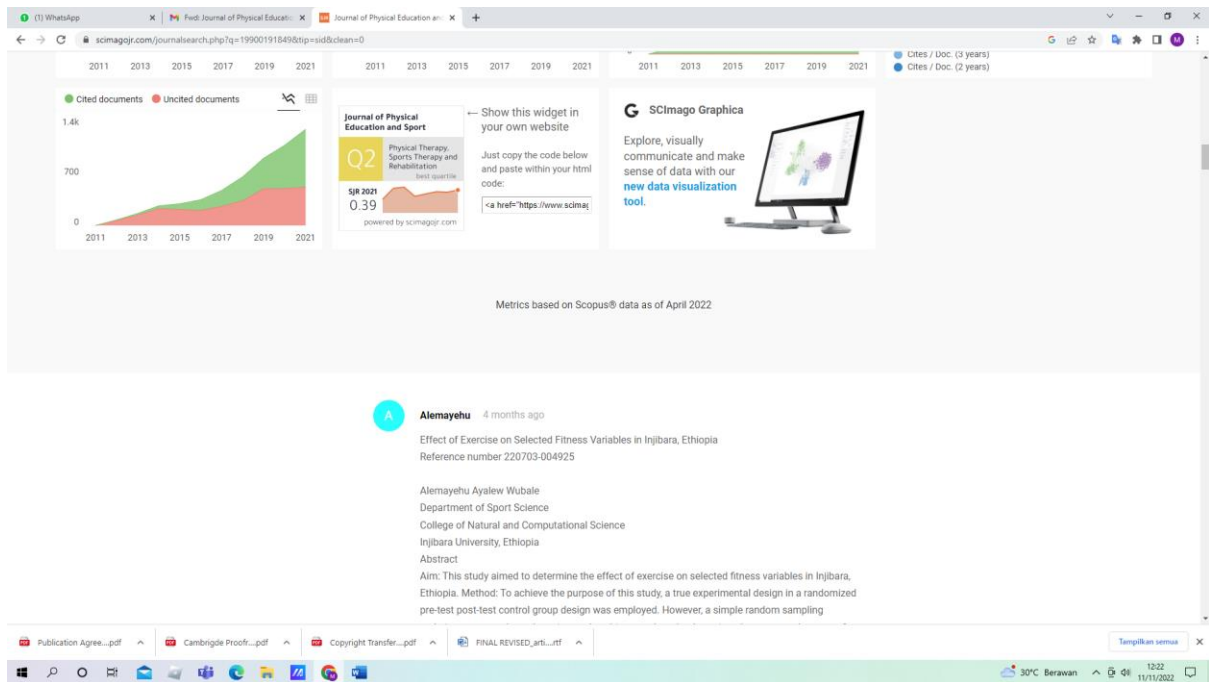 (1) WhatsApp
Fwd: Journal of Physical Educatio
Journal of Physical Education and
scimagojr.com/journalsearch.php?q=19900191849&tip=sid&clean=0
2011 2013 2015 2017 2019 2021
2011 2013 2015 2017 2019 2021
2011 2013 2015 2017 2019 2021
Cites / Doc. (3 years)
Cites / Doc. (2 years)
Cited documents Uncited documents
1.4k
700
0
2011 2013 2015 2017 2019 2021
Journal of Physical
Education and Sport
Q2
Physical Therapy,
Sports Therapy and
Rehabilitation
best quartile
SJR 2021
0.39
powered by scimagojr.com
← Show this widget in
your own website
Just copy the code below
and paste within your html
code:
<a href="https://www.scimag
G SCImago Graphica
Explore, visually
communicate and make
sense of data with our
new data visualization
tool.
Metrics based on Scopus® data as of April 2022
A
Alemayehu 4 months ago
Effect of Exercise on Selected Fitness Variables in Injibara, Ethiopia
Reference number 220703-004925
Alemayehu Ayalew Wubale
Department of Sport Science
College of Natural and Computational Science
Injibara University, Ethiopia
Abstract
Aim: This study aimed to determine the effect of exercise on selected fitness variables in Injibara,
Ethiopia. Method: To achieve the purpose of this study, a true experimental design in a randomized
pre-test post-test control group design was employed. However, a simple random sampling
Publication Agree....pdf
Cambrigde Proofr....pdf
Copyright Transfer....pdf
FINAL REVISED_arti....rtf
Tampilkan semua
30°C Berawan
12:22
11/11/2022